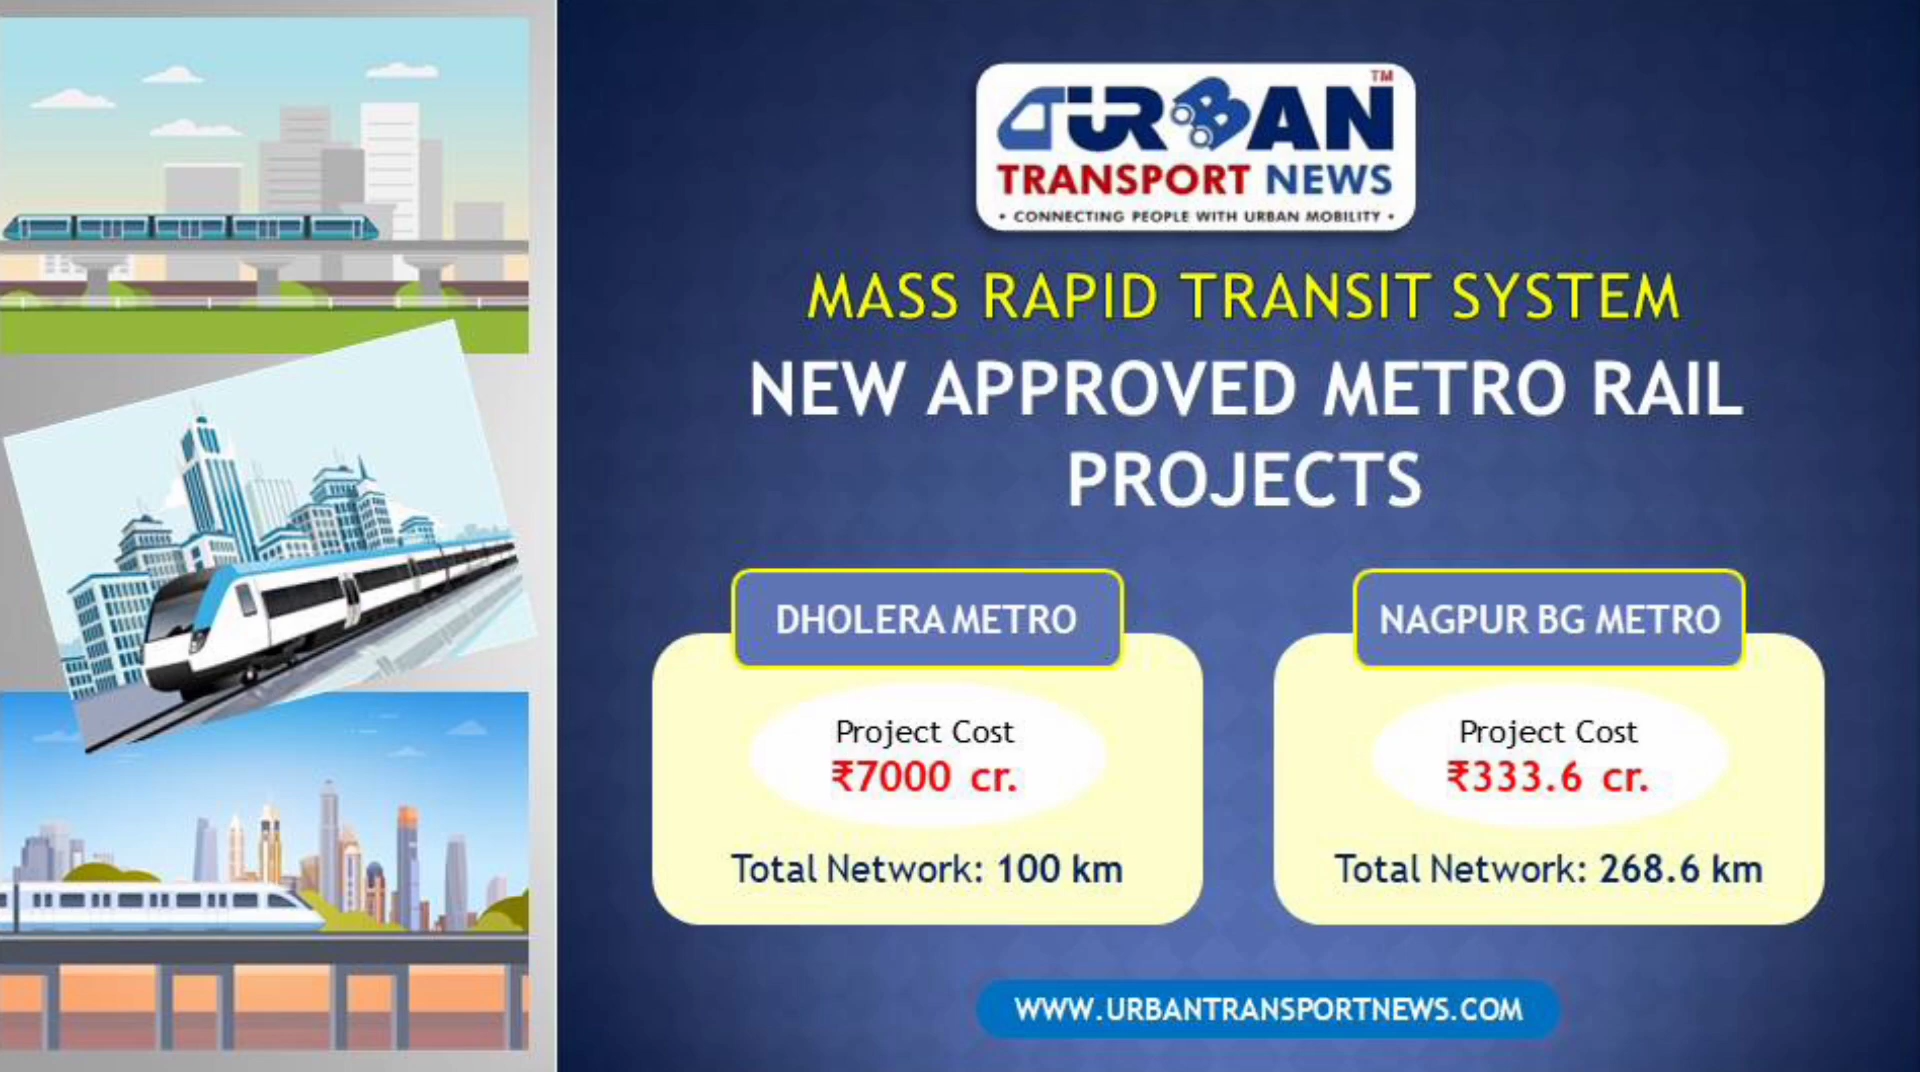 URBAN™
TRANSPORT NEWS
• CONNECTING PEOPLE WITH URBAN MOBILITY •
MASS RAPID TRANSIT SYSTEM
NEW APPROVED METRO RAIL
PROJECTS
DHOLERA METRO
Project Cost
₹7000 cr.
Total Network: 100 km
NAGPUR BG METRO
Project Cost
₹333.6 cr.
Total Network: 268.6 km
WWW.URBANTRANSPORTNEWS.COM